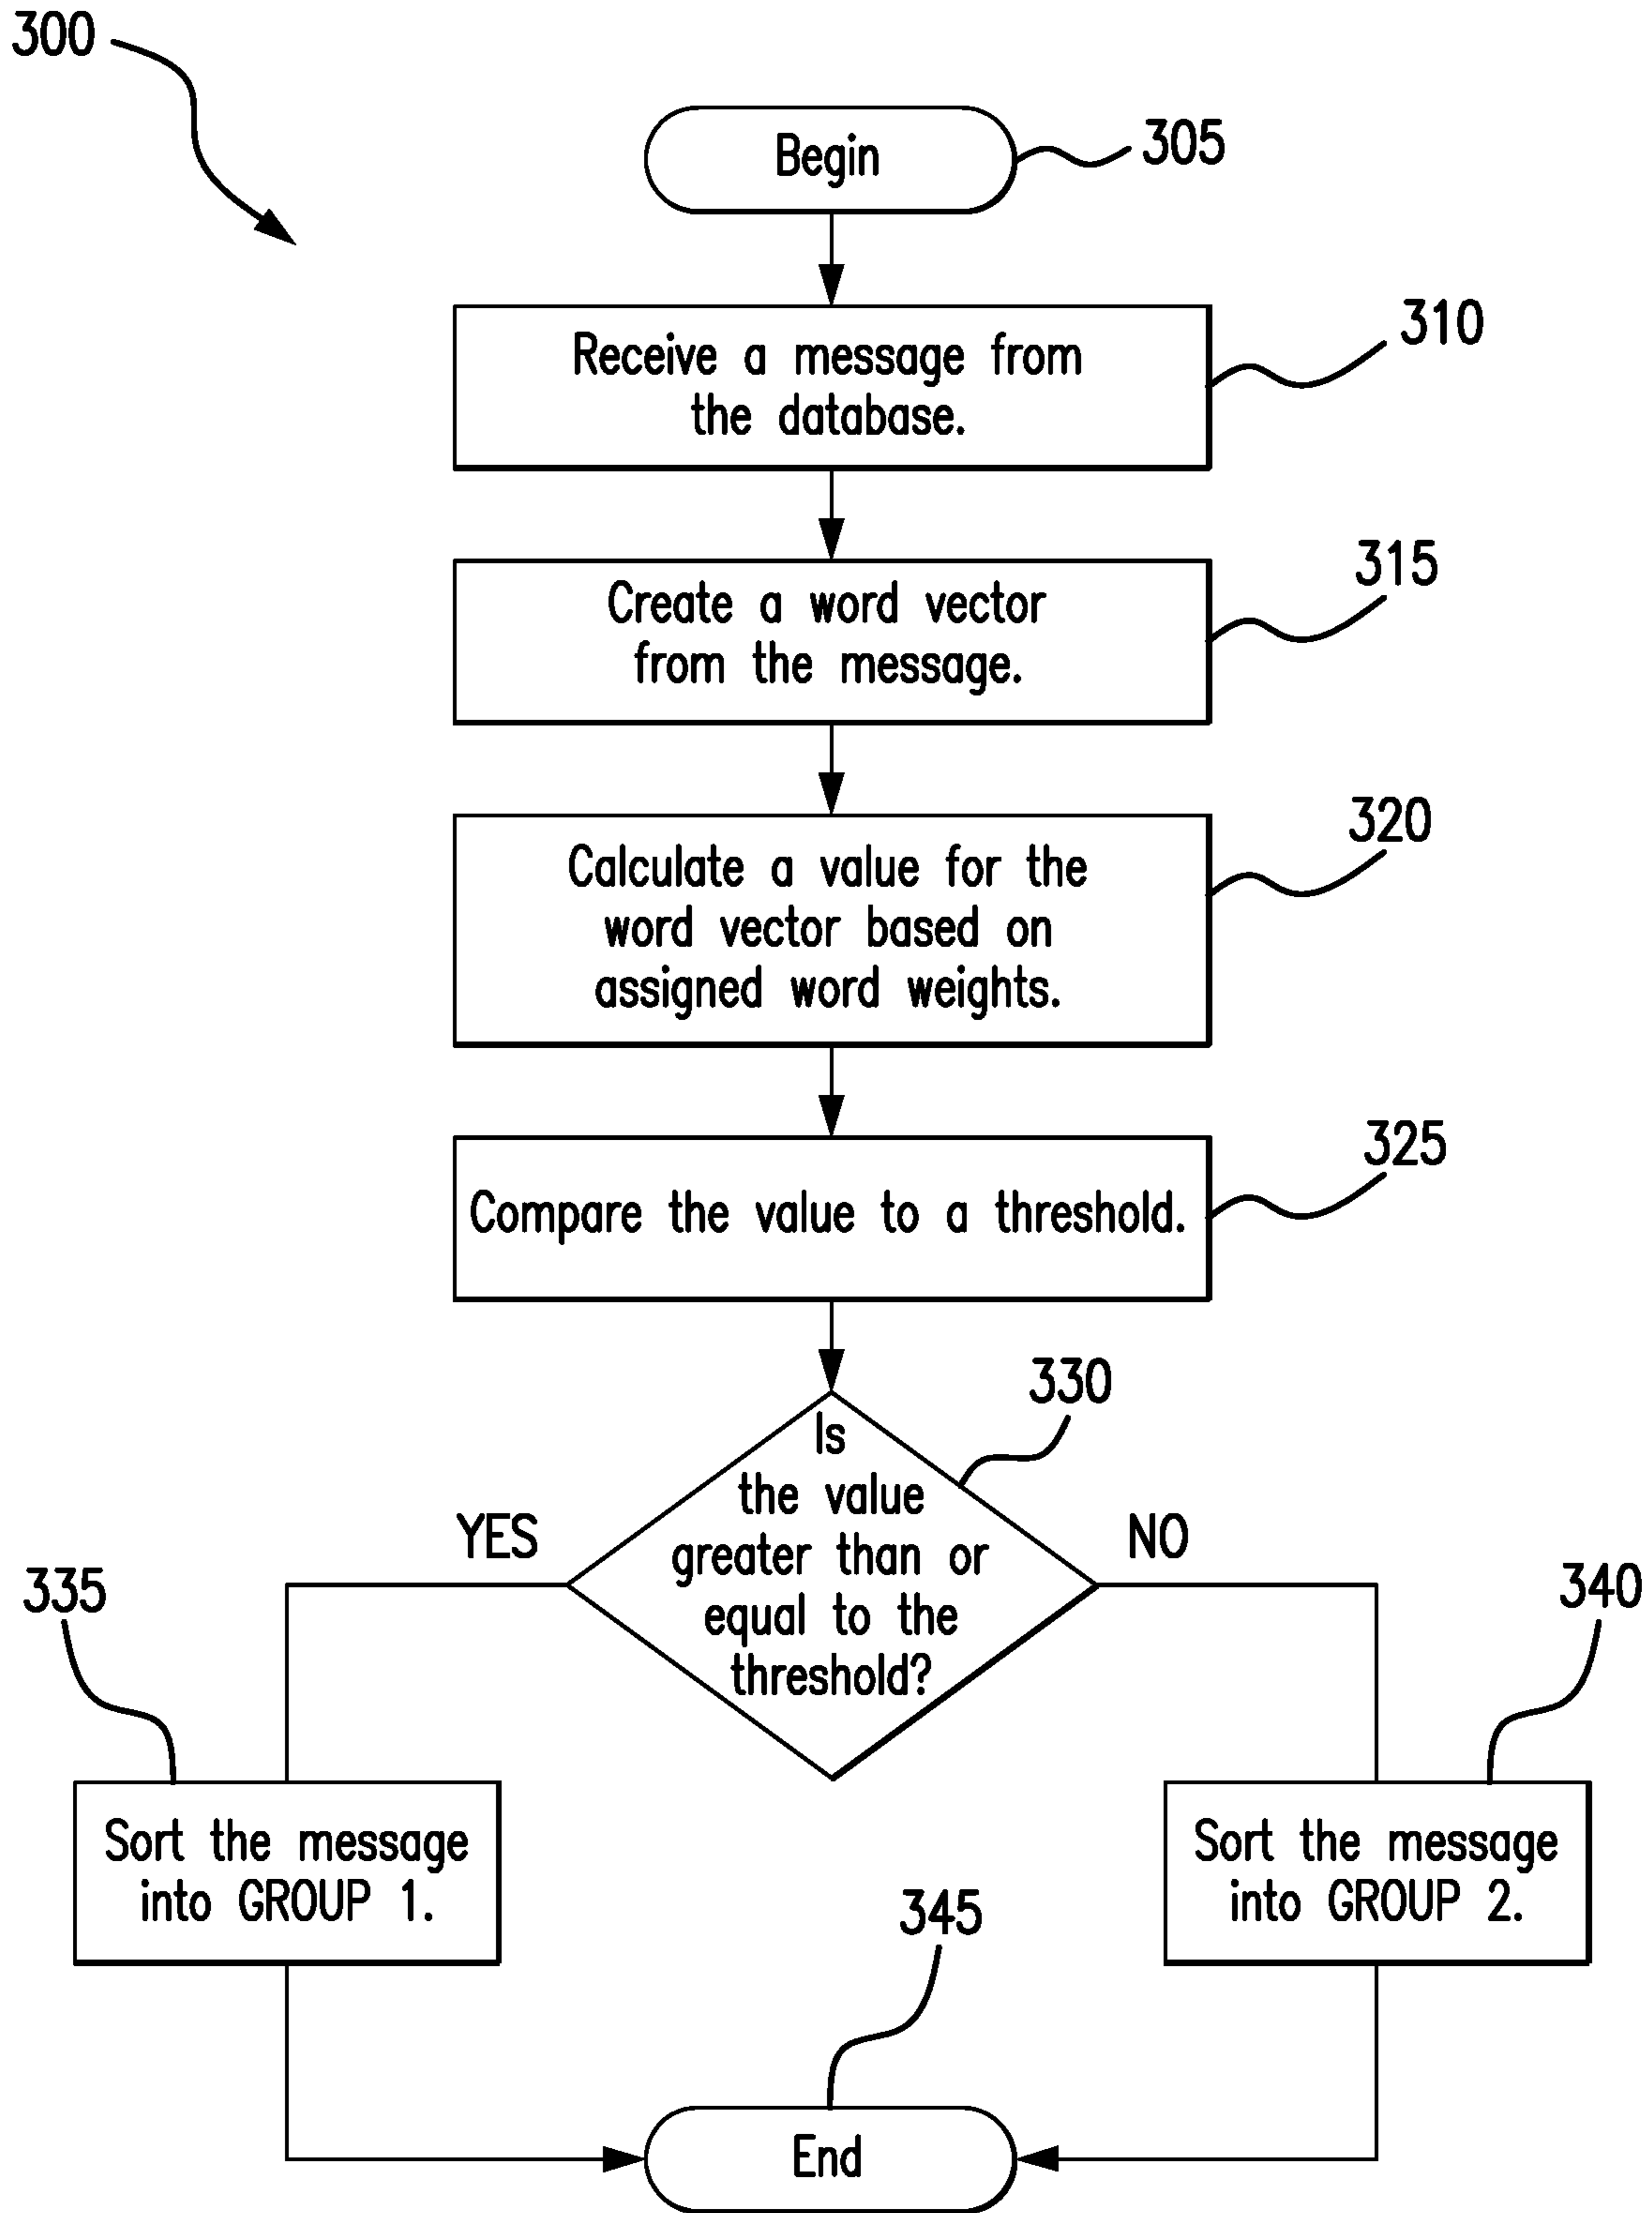 300
Begin
305
Receive a message from
the database.
310
Create a word vector
from the message.
315
Calculate a value for the
word vector based on
assigned word weights.
320
Compare the value to a threshold.
325
330
Is
the value
greater than or
equal to the
threshold?
YES
NO
335
340
Sort the message
into GROUP 1.
Sort the message
into GROUP 2.
345
End